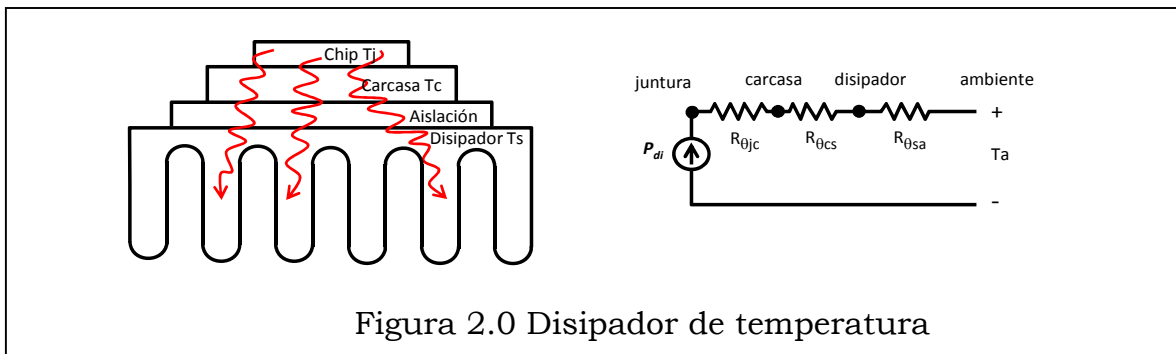 Chip Tj
Carcasa Tc
Aislación
Disipador Ts
juntura carcasa disipador ambiente
+
Rθjc Rθcs Rθsa
Pdi
Ta
-
Figura 2.0 Disipador de temperatura